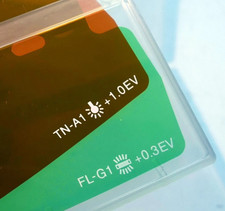 TN-A1 +1.0EV
FL-G1 +0.3EV